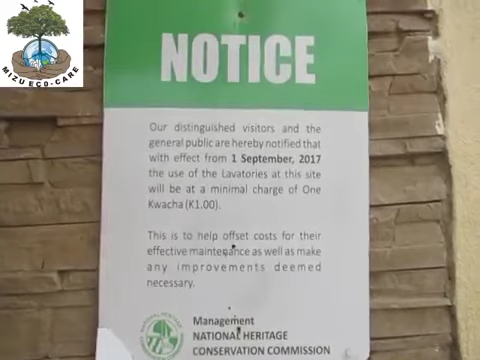 MIZU ECO-CARE
NOTICE
Our distinguished visitors and the
general public are hereby notified that
with effect from 1 September, 2017
the use of the Lavatories at this site
will be at a minimal charge of One
Kwacha (K1.00).
This is to help offset costs for their
effective maintenance as well as make
any improvements deemed
necessary.
Management
NATIONAL HERITAGE
CONSERVATION COMMISSION
NATIONAL HERITAGE